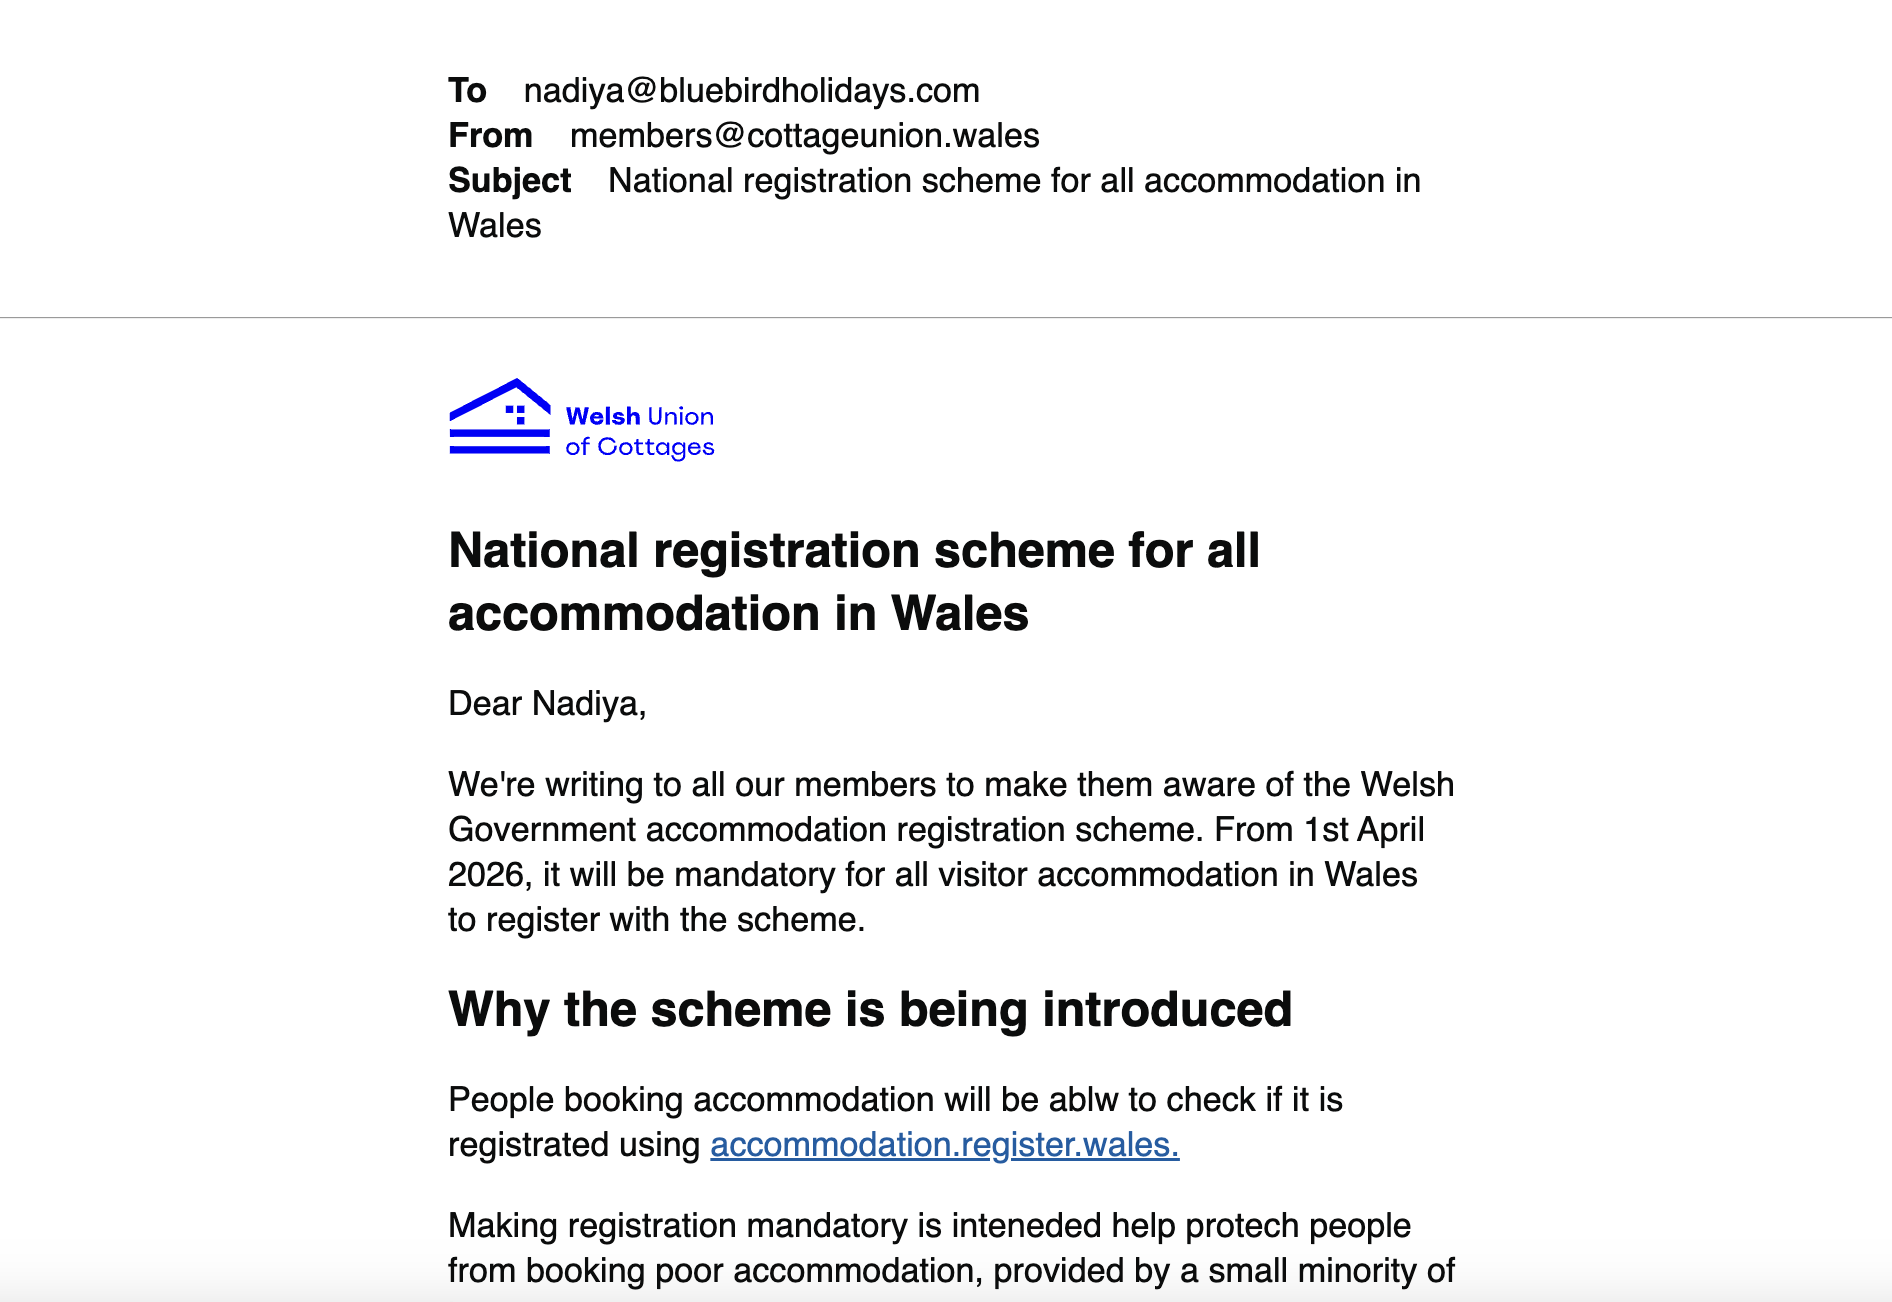 To nadiya@bluebirdholidays.com
From members@cottageunion.wales
Subject National registration scheme for all accommodation in
Wales
Welsh Union
of Cottages
National registration scheme for all
accommodation in Wales
Dear Nadiya,
We're writing to all our members to make them aware of the Welsh
Government accommodation registration scheme. From 1st April
2026, it will be mandatory for all visitor accommodation in Wales
to register with the scheme.
Why the scheme is being introduced
People booking accommodation will be ablw to check if it is
registrated using accommodation.register.wales.
Making registration mandatory is inteneded help protech people
from booking poor accommodation, provided by a small minority of